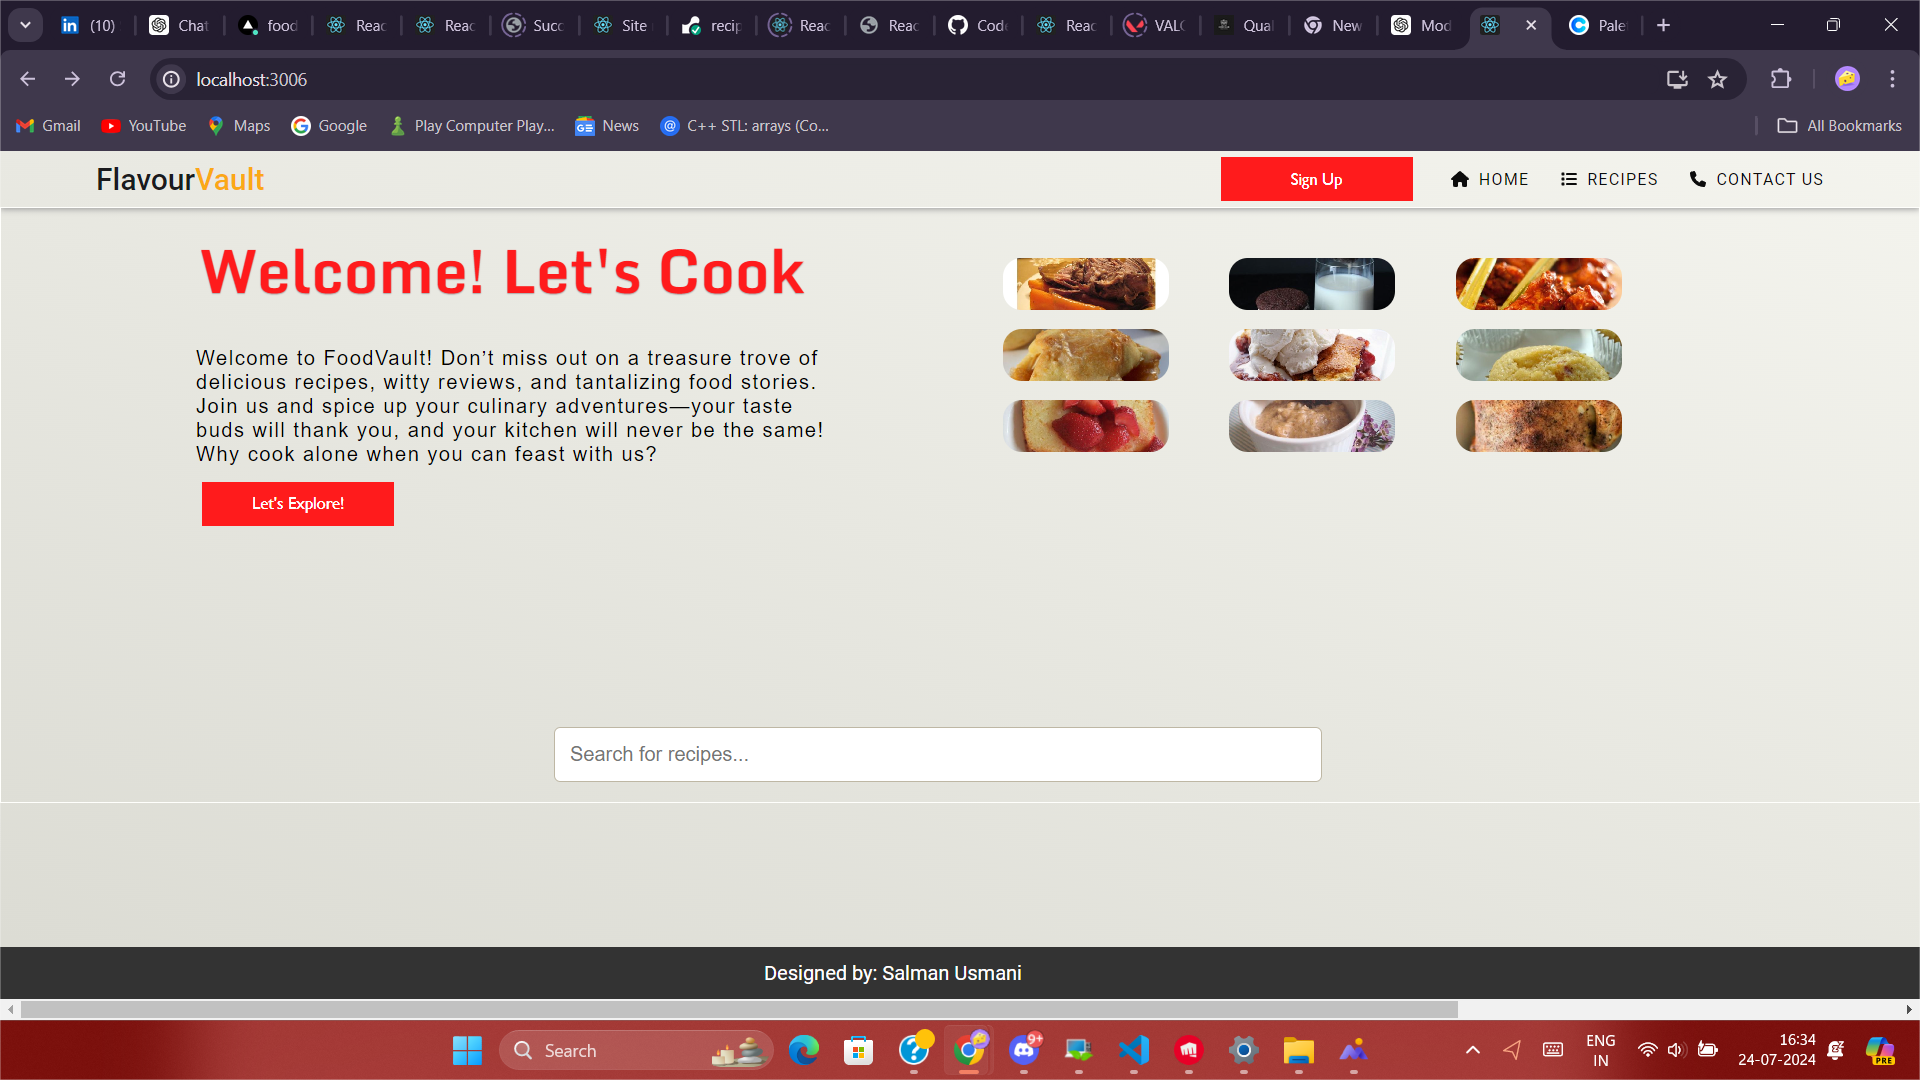 (10)
Chat
food
Reac
Reac
Succ
Site
recip
Reac
Reac
Code
Reac
VALO
Qual
New
Mod
Pale
localhost:3006
Gmail
YouTube
Maps
Google
Play Computer Play...
News
C++ STL: arrays (Co...
All Bookmarks
FlavourVault
Sign Up
HOME
RECIPES
CONTACT US
Welcome! Let's Cook
Welcome to FoodVault! Don’t miss out on a treasure trove of
delicious recipes, witty reviews, and tantalizing food stories.
Join us and spice up your culinary adventures—your taste
buds will thank you, and your kitchen will never be the same!
Why cook alone when you can feast with us?
Let's Explore!
Search for recipes...
Designed by: Salman Usmani
Search
9+
ENG
IN
16:34
24-07-2024
PRE